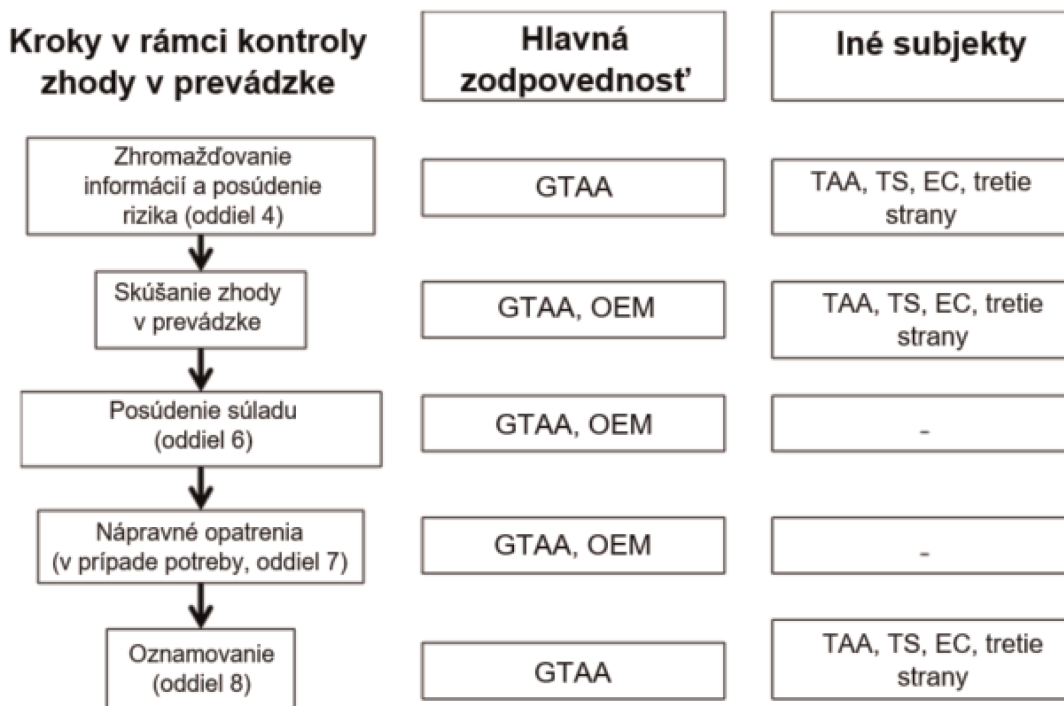 Kroky v rámci kontroly
zhody v prevádzke
Hlavná
zodpovednosť
Iné subjekty
Zhromažďovanie
informácií a posúdenie
rizika (oddiel 4)
GTAA
TAA, TS, EC, tretie
strany
Skúšanie zhody
v prevádzke
GTAA, OEM
TAA, TS, EC, tretie
strany
Posúdenie súladu
(oddiel 6)
GTAA, OEM
-
Nápravné opatrenia
(v prípade potreby, oddiel 7)
GTAA, OEM
-
Oznamovanie
(oddiel 8)
GTAA
TAA, TS, EC, tretie
strany